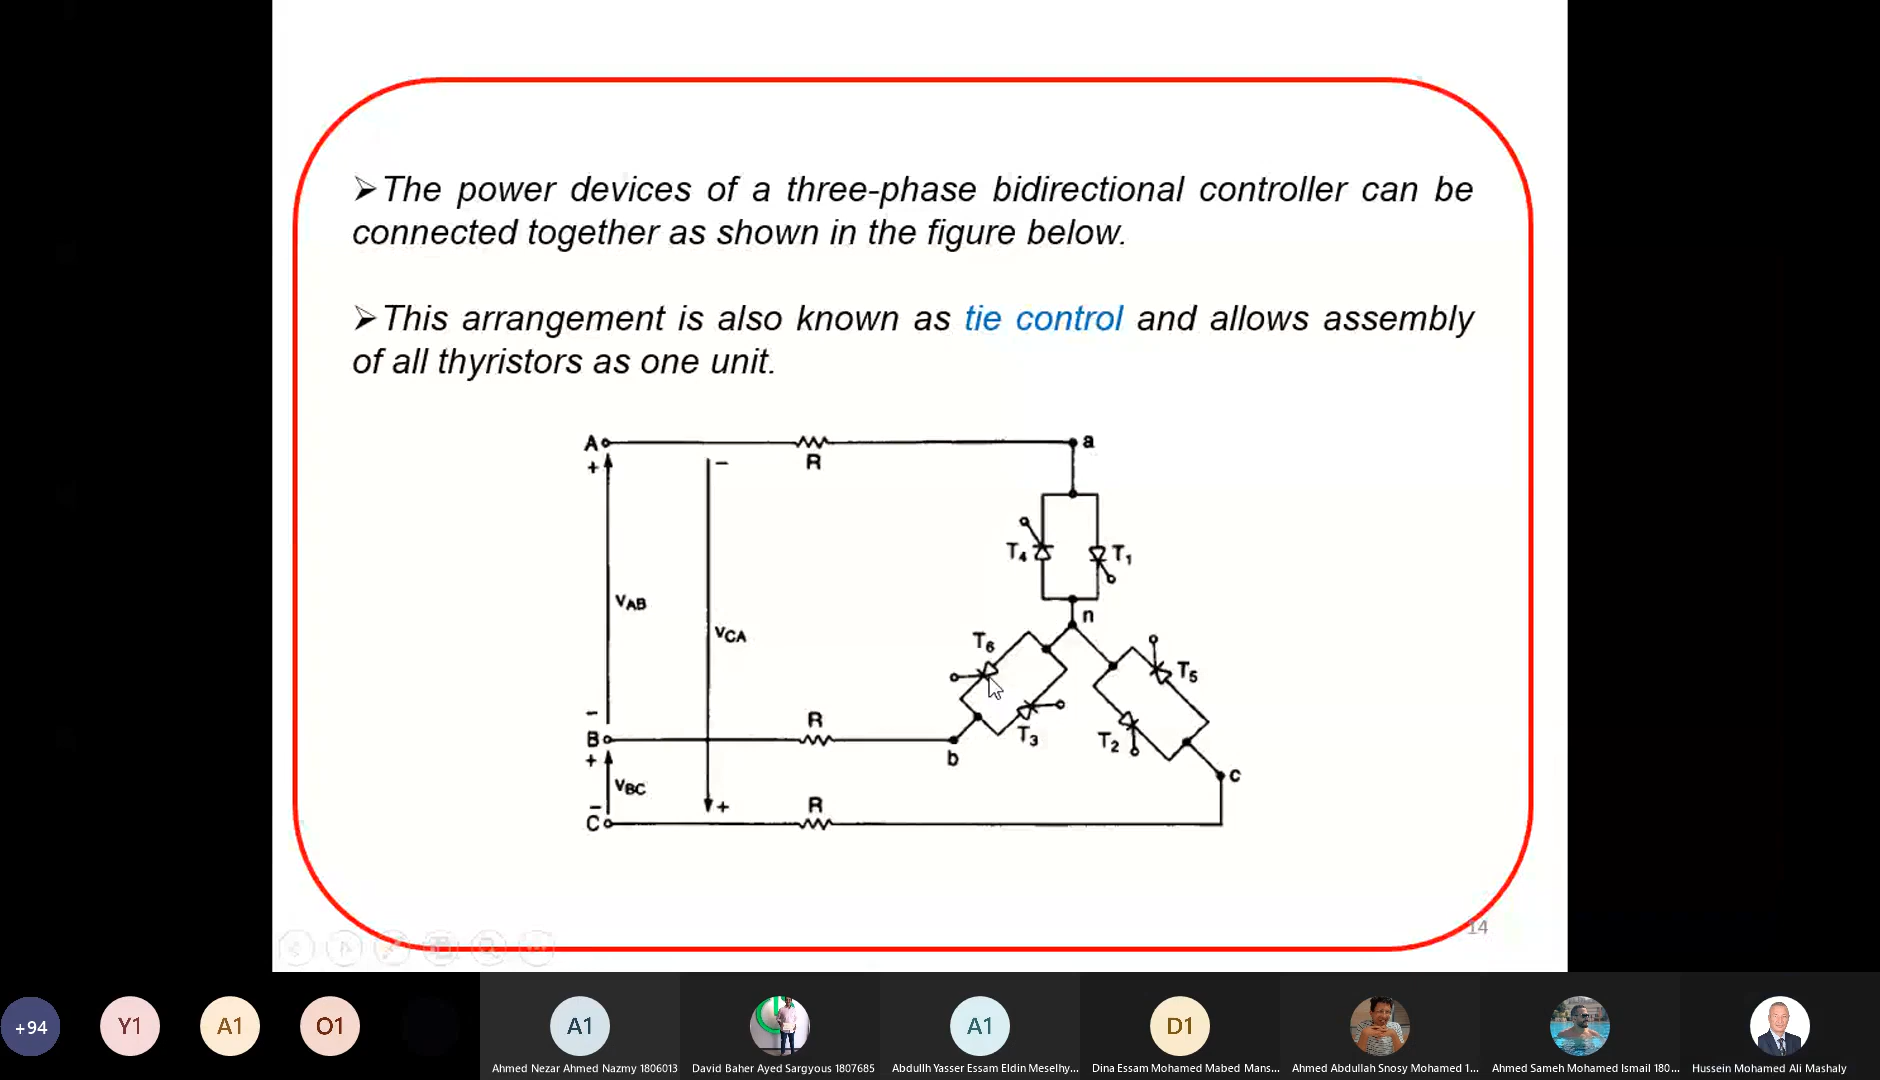 ➢The power devices of a three-phase bidirectional controller can be
connected together as shown in the figure below.
➢This arrangement is also known as tie control and allows assembly
of all thyristors as one unit.
A
a
+
−
R
T4
T1
VAB
n
VCA
T6
T5
−
R
T3
T2
B
b
+
c
VBC
−
+
R
C
14
+94
Y1
A1
O1
A1
A1
D1
Ahmed Nezar Ahmed Nazmy 1806013
David Baher Ayed Sargyous 1807685
Abdullh Yasser Essam Eldin Meselhy...
Dina Essam Mohamed Mabed Mans...
Ahmed Abdullah Snosy Mohamed 1...
Ahmed Sameh Mohamed Ismail 180...
Hussein Mohamed Ali Mashaly